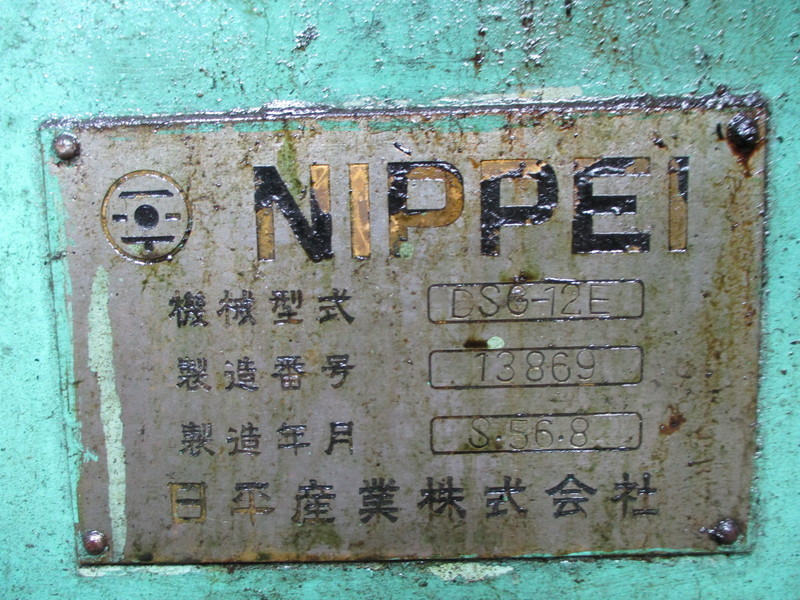 NIPPEI
機械型式 DSG-12E
製造番号 13869
製造年月 S.56.8
日平産業株式会社